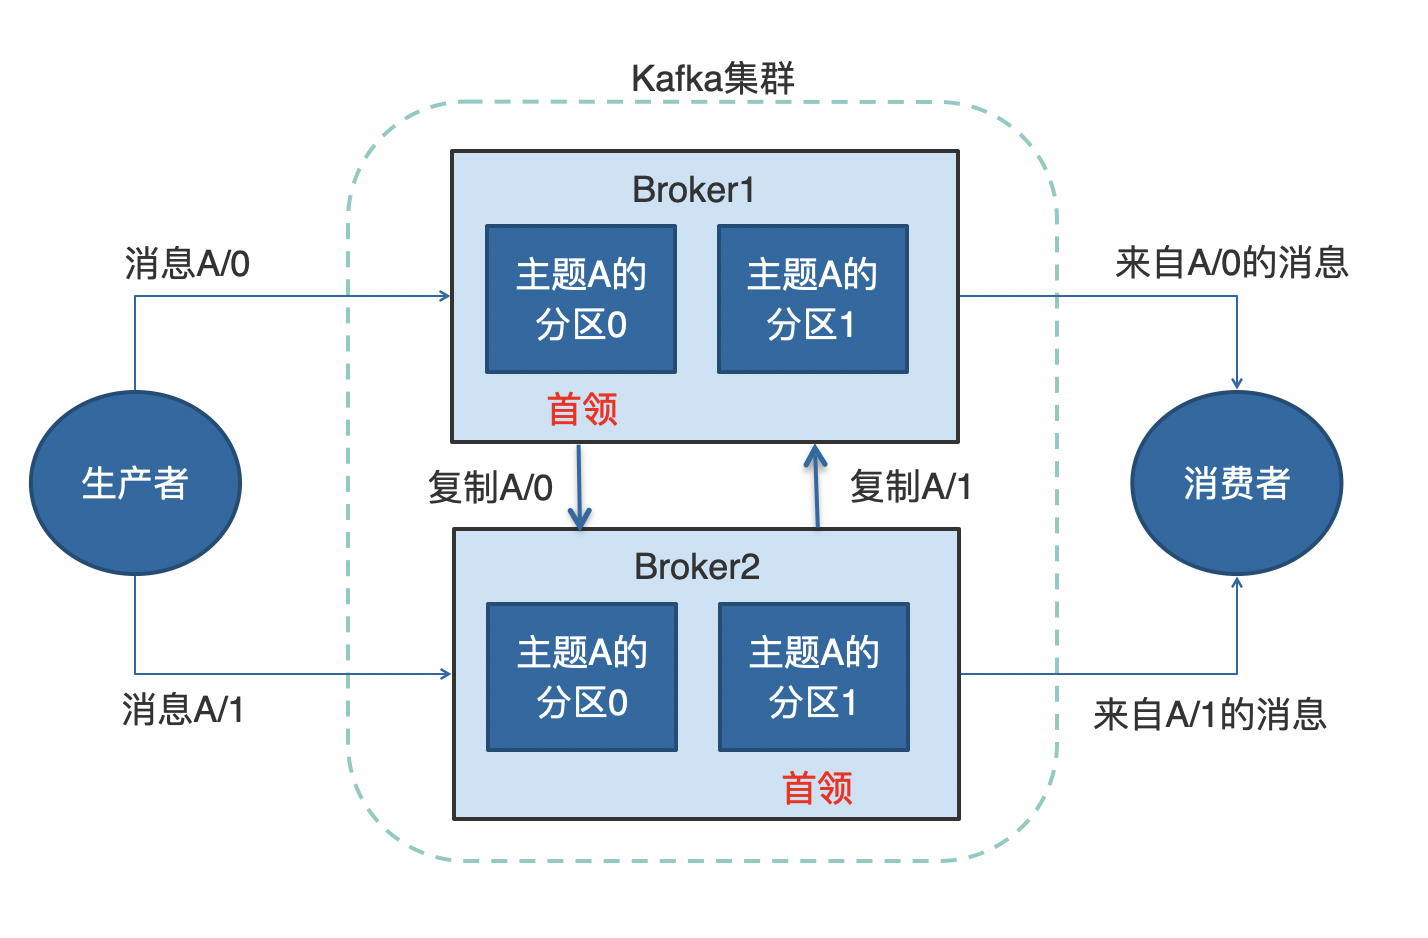 Kafka集群
Broker1
消息A/0
来自A/0的消息
主题A的
分区0
主题A的
分区1
首领
生产者
复制A/0
复制A/1
消费者
Broker2
主题A的
分区0
主题A的
分区1
消息A/1
来自A/1的消息
首领